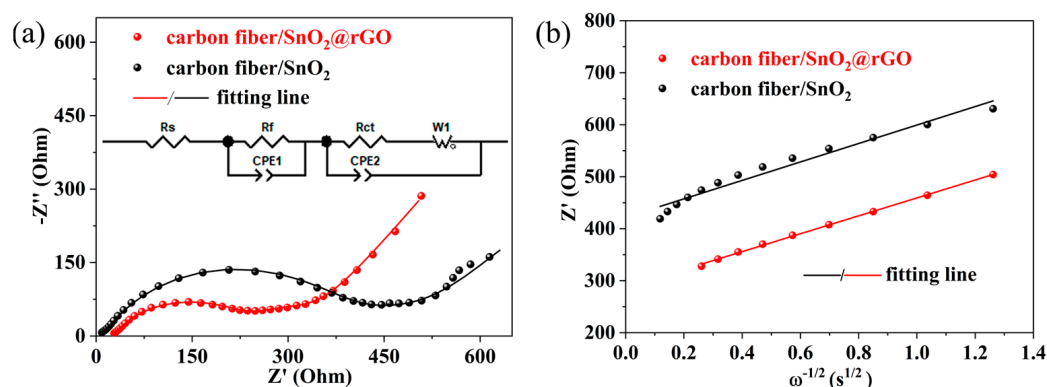 (a)
600
450
300
150
0
-Z'' (Ohm)
carbon fiber/SnO₂@rGO
carbon fiber/SnO₂
fitting line
Rs
Rf
Rct
W1
CPE1
CPE2
0 150 300 450 600
Z' (Ohm)
(b)
800
700
600
500
400
300
200
Z' (Ohm)
carbon fiber/SnO₂@rGO
carbon fiber/SnO₂
fitting line
0.0 0.2 0.4 0.6 0.8 1.0 1.2 1.4
ω⁻¹/² (s¹/²)